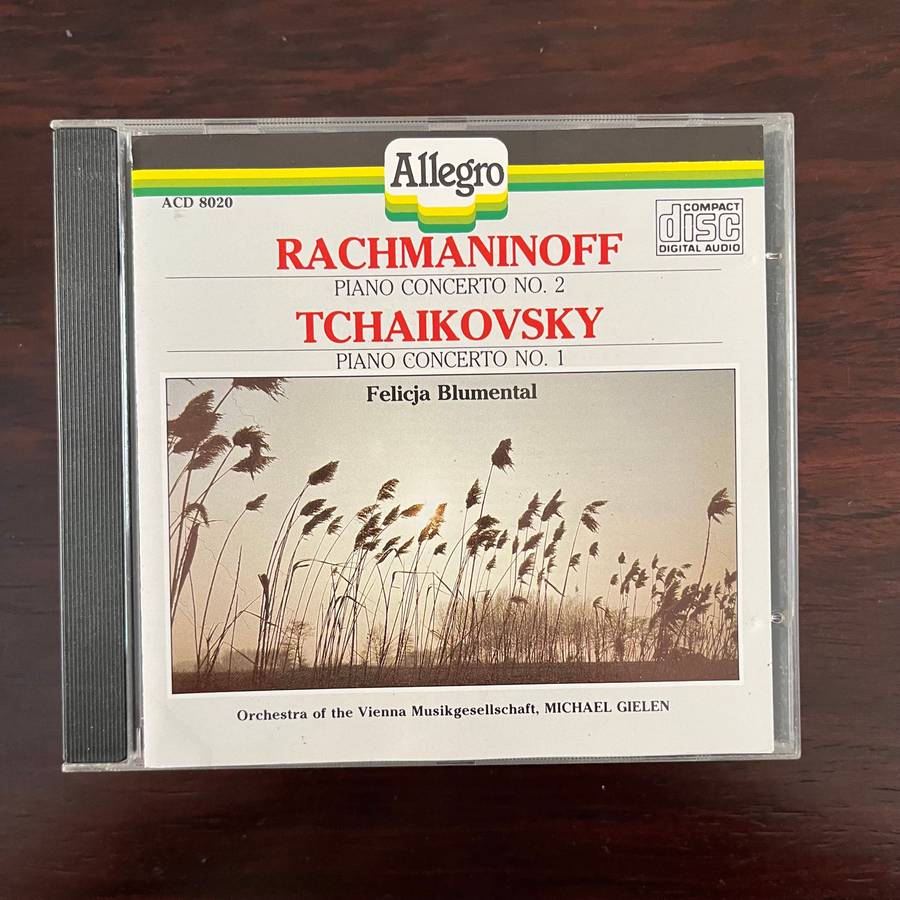 Allegro
ACD 8020
COMPACT
disc
DIGITAL AUDIO
RACHMANINOFF
PIANO CONCERTO NO. 2
TCHAIKOVSKY
PIANO CONCERTO NO. 1
Felicja Blumental
Orchestra of the Vienna Musikgesellschaft, MICHAEL GIELEN